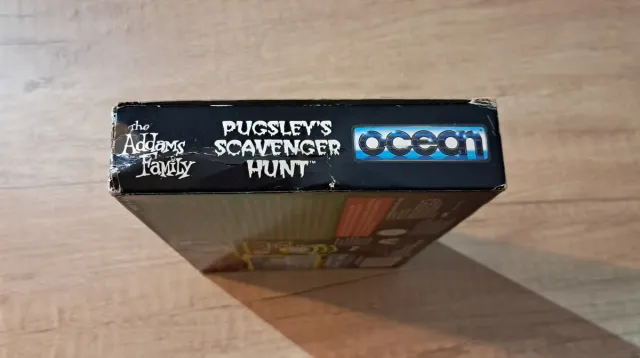 The
Addams
Family
PUGSLEY'S
SCAVENGER
HUNT™
ocean